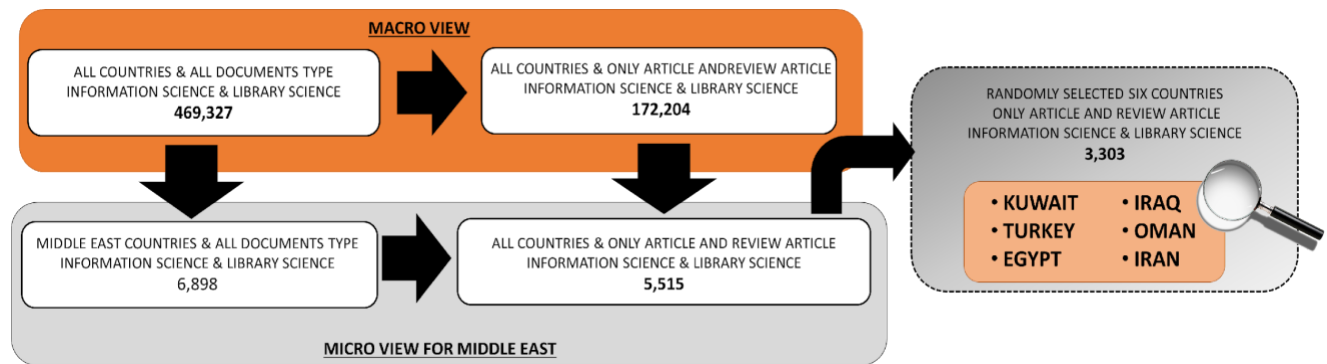 MACRO VIEW
ALL COUNTRIES & ALL DOCUMENTS TYPE
INFORMATION SCIENCE & LIBRARY SCIENCE
469,327
ALL COUNTRIES & ONLY ARTICLE ANDREVIEW ARTICLE
INFORMATION SCIENCE & LIBRARY SCIENCE
172,204
MIDDLE EAST COUNTRIES & ALL DOCUMENTS TYPE
INFORMATION SCIENCE & LIBRARY SCIENCE
6,898
ALL COUNTRIES & ONLY ARTICLE AND REVIEW ARTICLE
INFORMATION SCIENCE & LIBRARY SCIENCE
5,515
MICRO VIEW FOR MIDDLE EAST
RANDOMLY SELECTED SIX COUNTRIES
ONLY ARTICLE AND REVIEW ARTICLE
INFORMATION SCIENCE & LIBRARY SCIENCE
3,303
• KUWAIT
• TURKEY
• EGYPT
• IRAQ
• OMAN
• IRAN